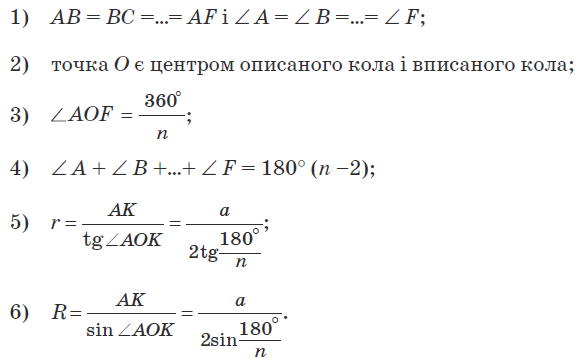 1) AB = BC =...= AF і ∠ A = ∠ B =...= ∠ F;
2) точка O є центром описаного кола і вписаного кола;
3) ∠AOF = 360° / n;
4) ∠ A + ∠ B +...+ ∠ F = 180° (n –2);
5) r = AK / tg∠AOK = a / 2tg 180°/n;
6) R = AK / sin ∠AOK = a / 2sin 180°/n.